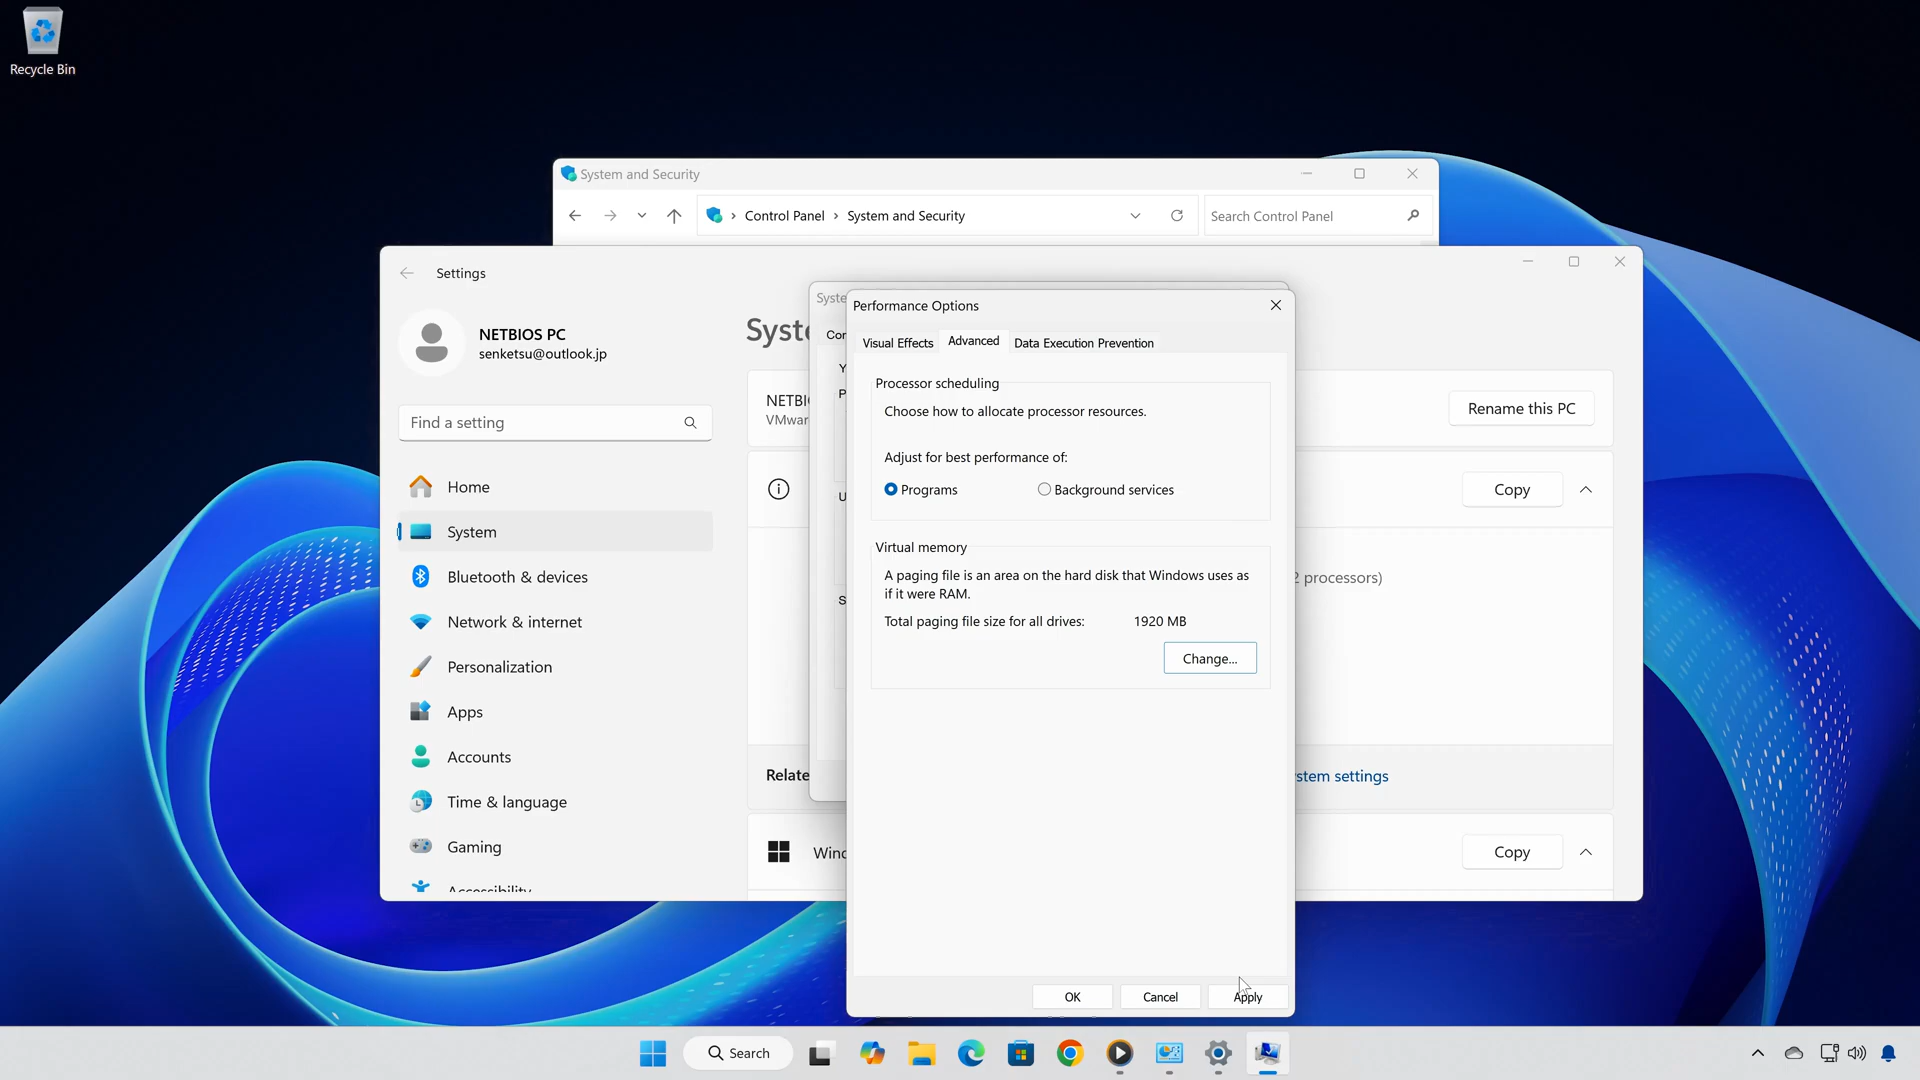 Recycle Bin
System and Security
Control Panel > System and Security
Search Control Panel
Settings
NETBIOS PC
senketsu@outlook.jp
Find a setting
Home
System
Bluetooth & devices
Network & internet
Personalization
Apps
Accounts
Time & language
Gaming
Accessibility
Syste
NETBI
VMwar
Rename this PC
Copy
2 processors)
Relate
stem settings
Wind
Copy
Syste
Cor
Y
P
U
S
Performance Options
Visual Effects
Advanced
Data Execution Prevention
Processor scheduling
Choose how to allocate processor resources.
Adjust for best performance of:
Programs
Background services
Virtual memory
A paging file is an area on the hard disk that Windows uses as
if it were RAM.
Total paging file size for all drives: 1920 MB
Change...
OK
Cancel
Apply
Search